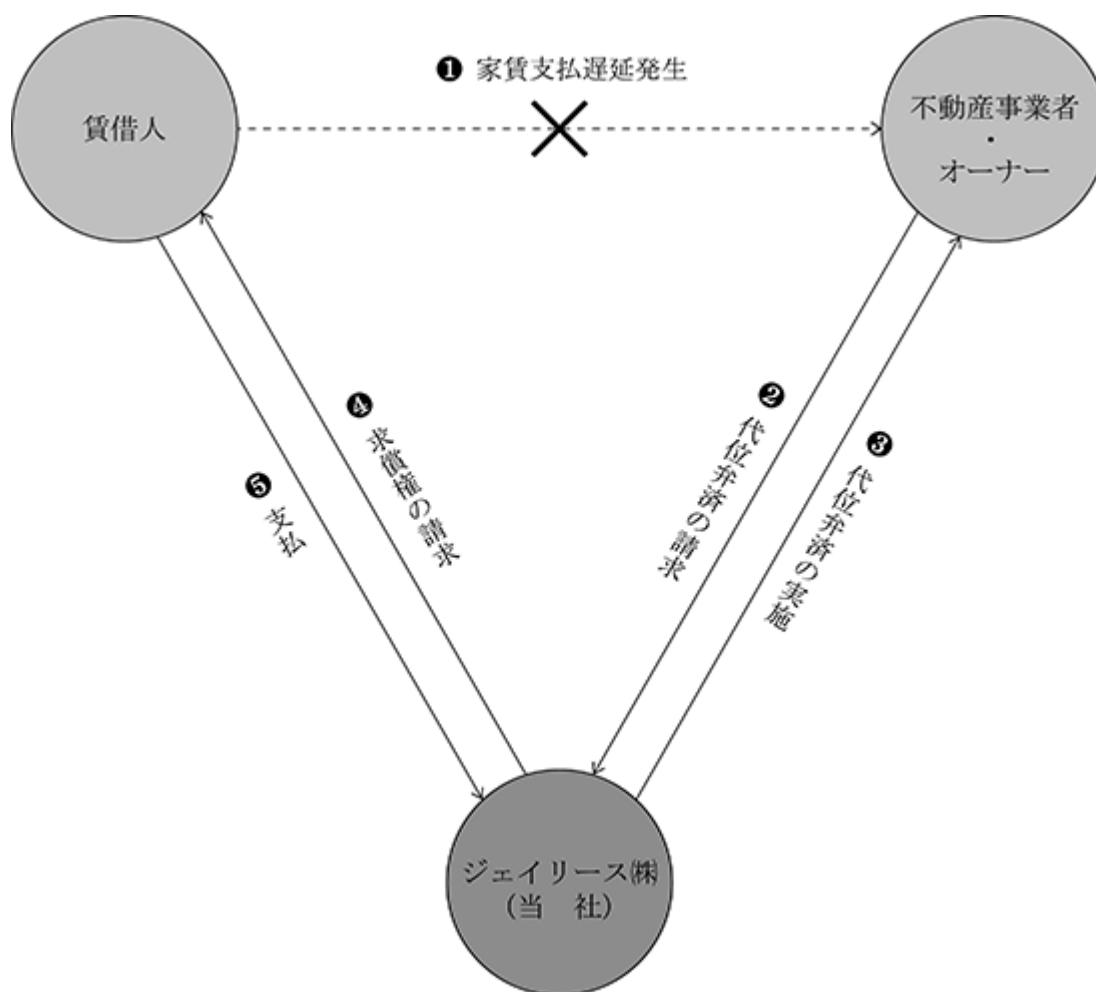 ❶ 家賃支払遅延発生
賃借人
不動産事業者
・
オーナー
❷ 代位弁済の請求
❸ 代位弁済の実施
❹ 求償権の請求
❺ 支払
ジェイリース㈱
(当　社)